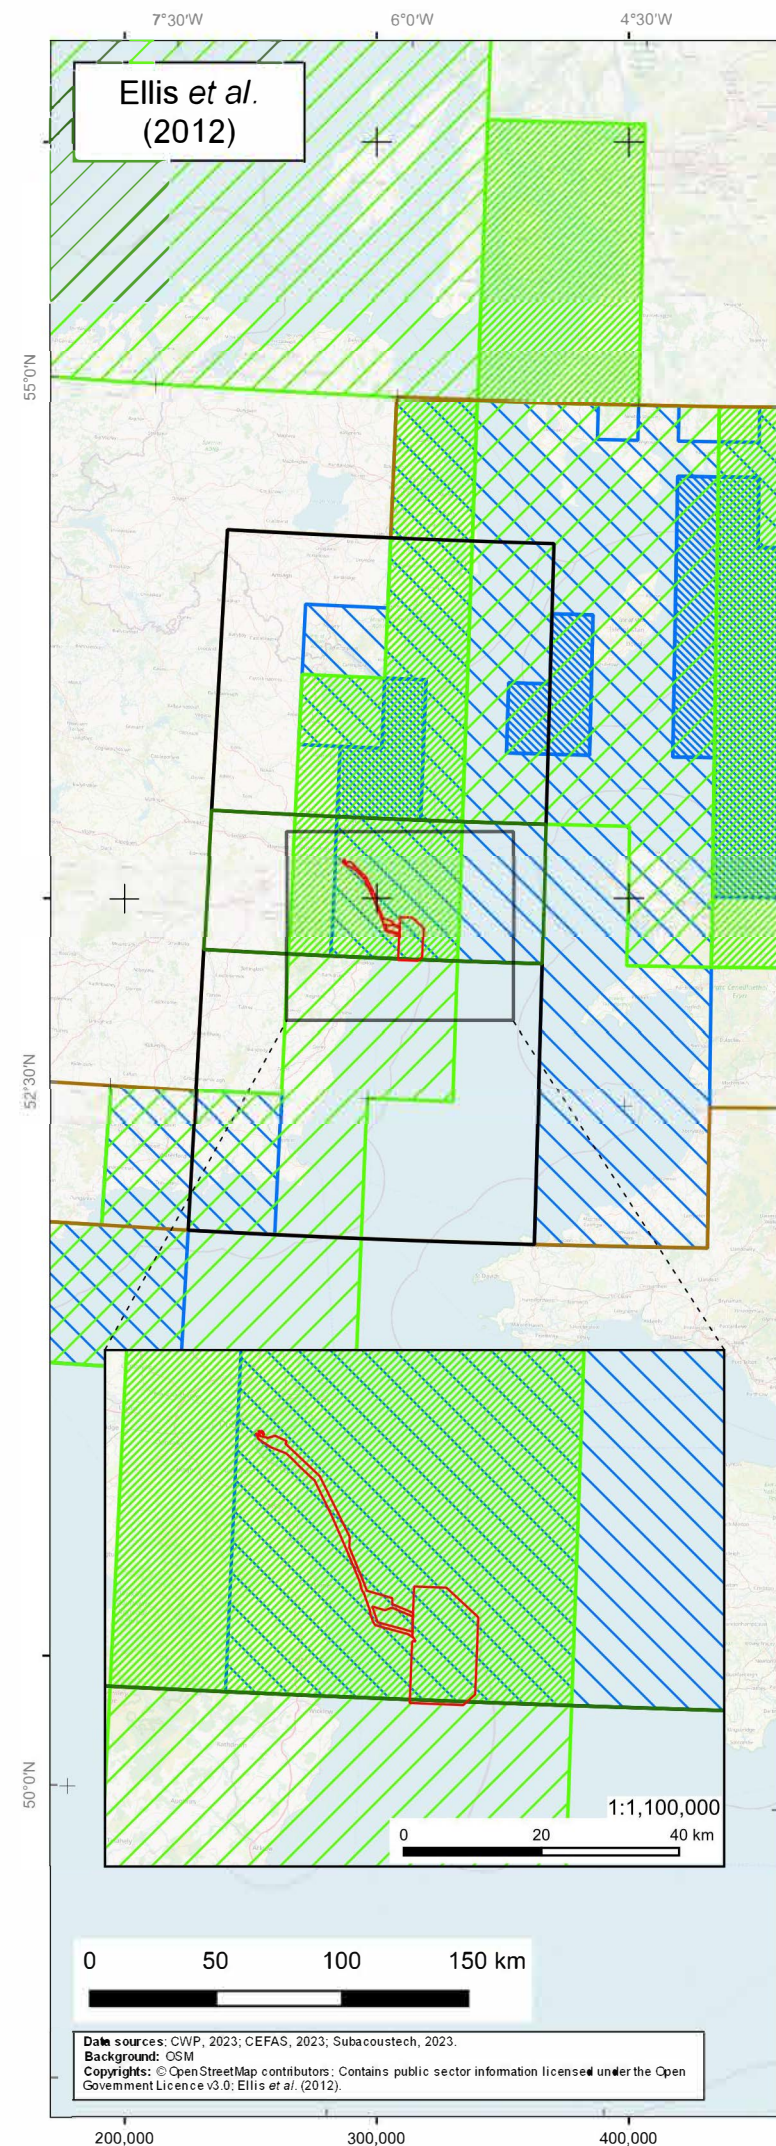 7°30'W 6°0'W 4°30'W
Ellis et al.
(2012)
55°0'N
52°30'N
50°0'N
1:1,100,000
0 20 40 km
0 50 100 150 km
Data sources: CWP, 2023; CEFAS, 2023; Subacoustech, 2023.
Background: OSM
Copyrights: © OpenStreetMap contributors; Contains public sector information licensed under the Open
Government Licence v3.0; Ellis et al. (2012).
200,000 300,000 400,000